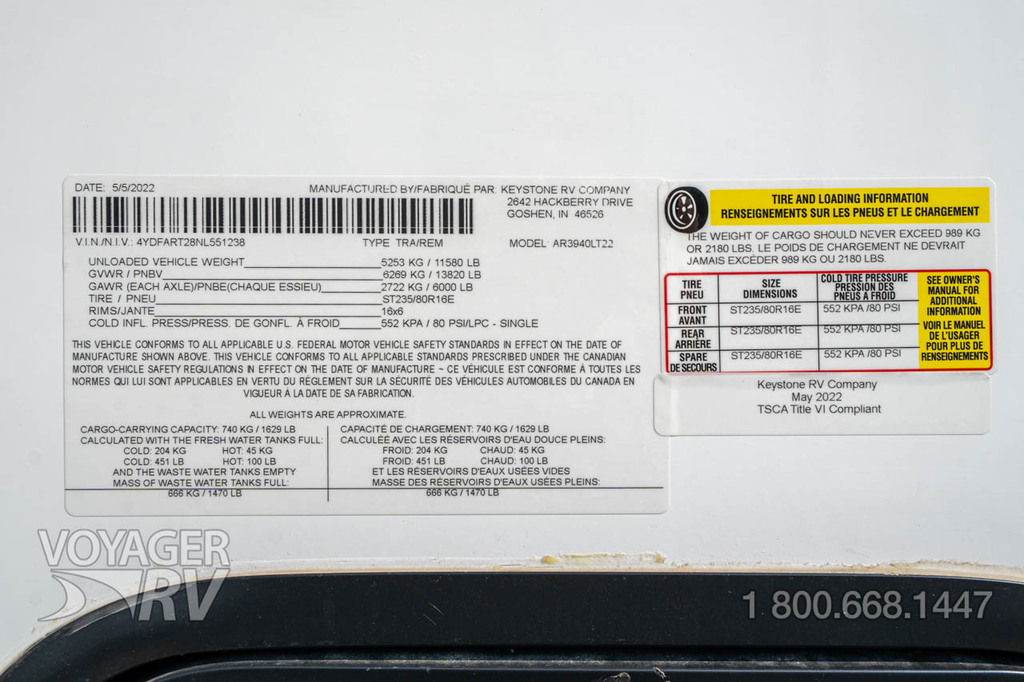 DATE: 5/5/2022 MANUFACTURED BY/FABRIQUÉ PAR: KEYSTONE RV COMPANY
2642 HACKBERRY DRIVE
GOSHEN, IN 46526
V.I.N./N.I.V.: 4YDFART28NL551238 TYPE TRA/REM MODEL: AR3940LT22
UNLOADED VEHICLE WEIGHT 5253 KG / 11580 LB
GVWR / PNBV 6269 KG / 13820 LB
GAWR (EACH AXLE)/PNBE(CHAQUE ESSIEU) 2722 KG / 6000 LB
TIRE / PNEU ST235/80R16E
RIMS/JANTE 16x6
COLD INFL. PRESS/PRESS. DE GONFL. À FROID 552 KPA / 80 PSI/LPC - SINGLE
THIS VEHICLE CONFORMS TO ALL APPLICABLE U.S. FEDERAL MOTOR VEHICLE SAFETY STANDARDS IN EFFECT ON THE DATE OF
MANUFACTURE SHOWN ABOVE. THIS VEHICLE CONFORMS TO ALL APPLICABLE STANDARDS PRESCRIBED UNDER THE CANADIAN
MOTOR VEHICLE SAFETY REGULATIONS IN EFFECT ON THE DATE OF MANUFACTURE ~ CE VÉHICULE EST CONFORME À TOUTES LES
NORMES QUI LUI SONT APPLICABLES EN VERTU DU RÈGLEMENT SUR LA SÉCURITÉ DES VÉHICULES AUTOMOBILES DU CANADA EN
VIGUEUR À LA DATE DE SA FABRICATION.
ALL WEIGHTS ARE APPROXIMATE.
CARGO-CARRYING CAPACITY: 740 KG / 1629 LB
CALCULATED WITH THE FRESH WATER TANKS FULL:
COLD: 204 KG HOT: 45 KG
COLD: 451 LB HOT: 100 LB
AND THE WASTE WATER TANKS EMPTY
MASS OF WASTE WATER TANKS FULL:
666 KG / 1470 LB
CAPACITÉ DE CHARGEMENT: 740 KG / 1629 LB
CALCULÉE AVEC LES RÉSERVOIRS D'EAU DOUCE PLEINS:
FROID: 204 KG CHAUD: 45 KG
FROID: 451 LB CHAUD: 100 LB
ET LES RÉSERVOIRS D'EAUX USÉES VIDES
MASSE DES RÉSERVOIRS D'EAUX USÉES PLEINS:
666 KG / 1470 LB
TIRE AND LOADING INFORMATION
RENSEIGNEMENTS SUR LES PNEUS ET LE CHARGEMENT
THE WEIGHT OF CARGO SHOULD NEVER EXCEED 989 KG
OR 2180 LBS. LE POIDS DE CHARGEMENT NE DEVRAIT
JAMAIS EXCÉDER 989 KG OU 2180 LBS.
TIRE SIZE COLD TIRE PRESSURE
PNEU DIMENSIONS PRESSION DES
PNEUS A FROID
FRONT ST235/80R16E 552 KPA /80 PSI
AVANT
REAR ST235/80R16E 552 KPA /80 PSI
ARRIÈRE
SPARE ST235/80R16E 552 KPA /80 PSI
DE SECOURS
SEE OWNER'S
MANUAL FOR
ADDITIONAL
INFORMATION
VOIR LE MANUEL
DE L'USAGER
POUR PLUS DE
RENSEIGNEMENTS
Keystone RV Company
May 2022
TSCA Title VI Compliant
VOYAGER
RV
1 800.668.1447